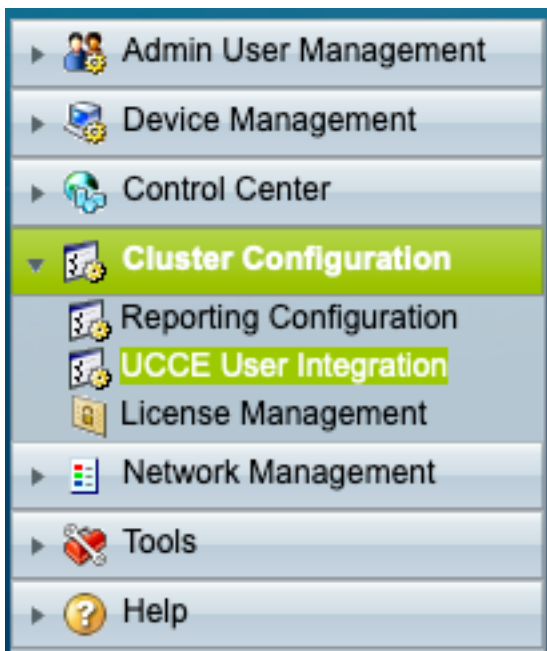 Admin User Management
Device Management
Control Center
Cluster Configuration
Reporting Configuration
UCCE User Integration
License Management
Network Management
Tools
Help